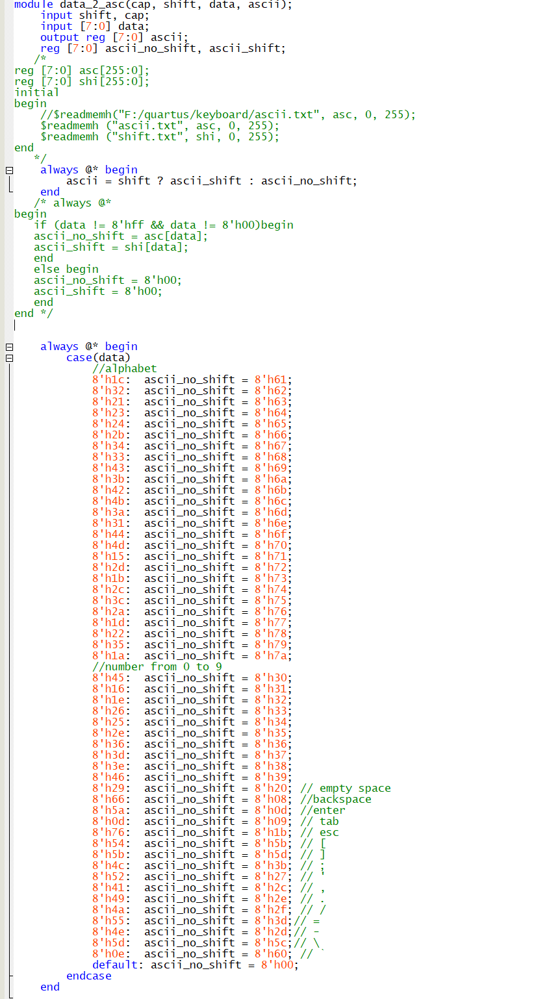 module data_2_asc(cap, shift, data, ascii);
    input shift, cap;
    input [7:0] data;
    output reg [7:0] ascii;
    reg [7:0] ascii_no_shift, ascii_shift;
   /*
reg [7:0] asc[255:0];
reg [7:0] shi[255:0];
initial
begin
    //$readmemh("F:/quartus/keyboard/ascii.txt", asc, 0, 255);
    $readmemh ("ascii.txt", asc, 0, 255);
    $readmemh ("shift.txt", shi, 0, 255);
end
   */
    always @* begin
        ascii = shift ? ascii_shift : ascii_no_shift;
    end
   /* always @*
begin
   if (data != 8'hff && data != 8'h00)begin
   ascii_no_shift = asc[data];
   ascii_shift = shi[data];
   end
   else begin
   ascii_no_shift = 8'h00;
   ascii_shift = 8'h00;
   end
end */
    always @* begin
        case(data)
            //alphabet
            8'h1c:  ascii_no_shift = 8'h61;
            8'h32:  ascii_no_shift = 8'h62;
            8'h21:  ascii_no_shift = 8'h63;
            8'h23:  ascii_no_shift = 8'h64;
            8'h24:  ascii_no_shift = 8'h65;
            8'h2b:  ascii_no_shift = 8'h66;
            8'h34:  ascii_no_shift = 8'h67;
            8'h33:  ascii_no_shift = 8'h68;
            8'h43:  ascii_no_shift = 8'h69;
            8'h3b:  ascii_no_shift = 8'h6a;
            8'h42:  ascii_no_shift = 8'h6b;
            8'h4b:  ascii_no_shift = 8'h6c;
            8'h3a:  ascii_no_shift = 8'h6d;
            8'h31:  ascii_no_shift = 8'h6e;
            8'h44:  ascii_no_shift = 8'h6f;
            8'h4d:  ascii_no_shift = 8'h70;
            8'h15:  ascii_no_shift = 8'h71;
            8'h2d:  ascii_no_shift = 8'h72;
            8'h1b:  ascii_no_shift = 8'h73;
            8'h2c:  ascii_no_shift = 8'h74;
            8'h3c:  ascii_no_shift = 8'h75;
            8'h2a:  ascii_no_shift = 8'h76;
            8'h1d:  ascii_no_shift = 8'h77;
            8'h22:  ascii_no_shift = 8'h78;
            8'h35:  ascii_no_shift = 8'h79;
            8'h1a:  ascii_no_shift = 8'h7a;
            //number from 0 to 9
            8'h45:  ascii_no_shift = 8'h30;
            8'h16:  ascii_no_shift = 8'h31;
            8'h1e:  ascii_no_shift = 8'h32;
            8'h26:  ascii_no_shift = 8'h33;
            8'h25:  ascii_no_shift = 8'h34;
            8'h2e:  ascii_no_shift = 8'h35;
            8'h36:  ascii_no_shift = 8'h36;
            8'h3d:  ascii_no_shift = 8'h37;
            8'h3e:  ascii_no_shift = 8'h38;
            8'h46:  ascii_no_shift = 8'h39;
            8'h29:  ascii_no_shift = 8'h20; // empty space
            8'h66:  ascii_no_shift = 8'h08; //backspace
            8'h5a:  ascii_no_shift = 8'h0d; //enter
            8'h0d:  ascii_no_shift = 8'h09; // tab
            8'h76:  ascii_no_shift = 8'h1b; // esc
            8'h54:  ascii_no_shift = 8'h5b; // [
            8'h5b:  ascii_no_shift = 8'h5d; // ]
            8'h4c:  ascii_no_shift = 8'h3b; // ;
            8'h52:  ascii_no_shift = 8'h27; // '
            8'h41:  ascii_no_shift = 8'h2c; // ,
            8'h49:  ascii_no_shift = 8'h2e; // .
            8'h4a:  ascii_no_shift = 8'h2f; // /
            8'h55:  ascii_no_shift = 8'h3d;// =
            8'h4e:  ascii_no_shift = 8'h2d;// -
            8'h5d:  ascii_no_shift = 8'h5c;// \
            8'h0e:  ascii_no_shift = 8'h60; // `
            default: ascii_no_shift = 8'h00;
        endcase
    end